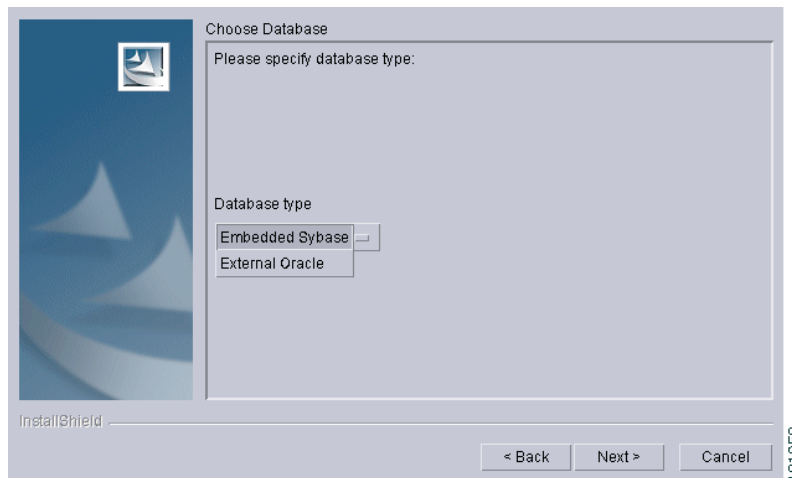 Choose Database
Please specify database type:
Database type
Embedded Sybase
External Oracle
InstallShield
< Back
Next >
Cancel